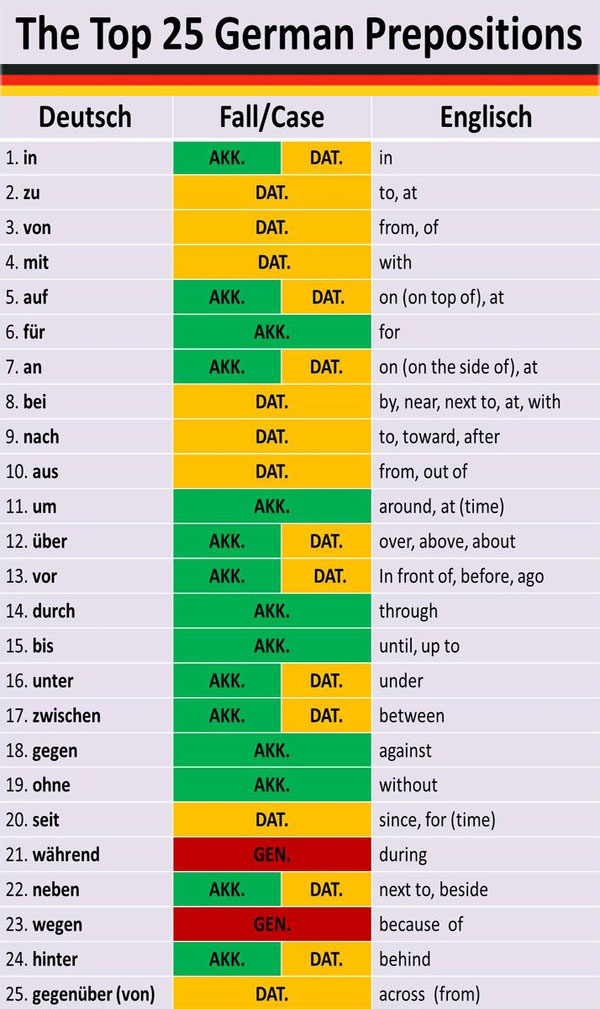 The Top 25 German Prepositions
Deutsch Fall/Case Englisch
1. in AKK. DAT. in
2. zu DAT. to, at
3. von DAT. from, of
4. mit DAT. with
5. auf AKK. DAT. on (on top of), at
6. für AKK. for
7. an AKK. DAT. on (on the side of), at
8. bei DAT. by, near, next to, at, with
9. nach DAT. to, toward, after
10. aus DAT. from, out of
11. um AKK. around, at (time)
12. über AKK. DAT. over, above, about
13. vor AKK. DAT. In front of, before, ago
14. durch AKK. through
15. bis AKK. until, up to
16. unter AKK. DAT. under
17. zwischen AKK. DAT. between
18. gegen AKK. against
19. ohne AKK. without
20. seit DAT. since, for (time)
21. während GEN. during
22. neben AKK. DAT. next to, beside
23. wegen GEN. because of
24. hinter AKK. DAT. behind
25. gegenüber (von) DAT. across (from)